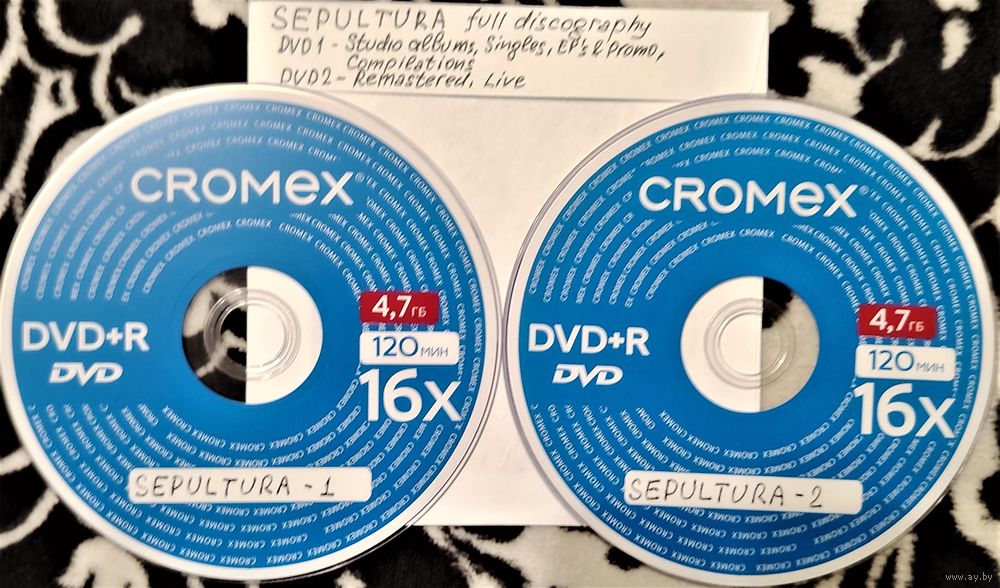 SEPULTURA full discography
DVD1 - Studio albums, Singles, EP's & Promo,
Compilations
DVD2 - Remastered, Live
CROMEX®
4,7 ГБ
DVD+R
120 МИН
DVD
16x
SEPULTURA - 1
CROMEX®
4,7 ГБ
DVD+R
120 МИН
DVD
16x
SEPULTURA - 2
www.ay.by